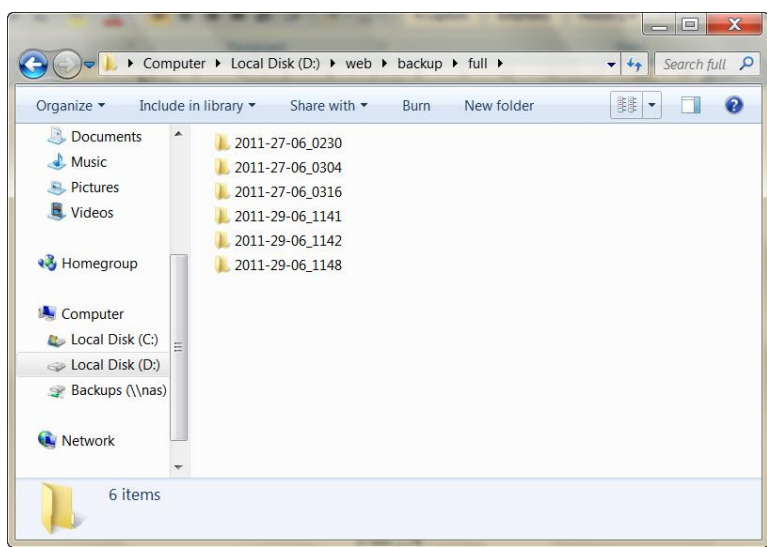 Computer Local Disk (D:) web backup full Search full
Organize Include in library Share with Burn New folder
Documents
Music
Pictures
Videos
Homegroup
Computer
Local Disk (C:)
Local Disk (D:)
Backups (\\nas)
Network
2011-27-06_0230
2011-27-06_0304
2011-27-06_0316
2011-29-06_1141
2011-29-06_1142
2011-29-06_1148
6 items